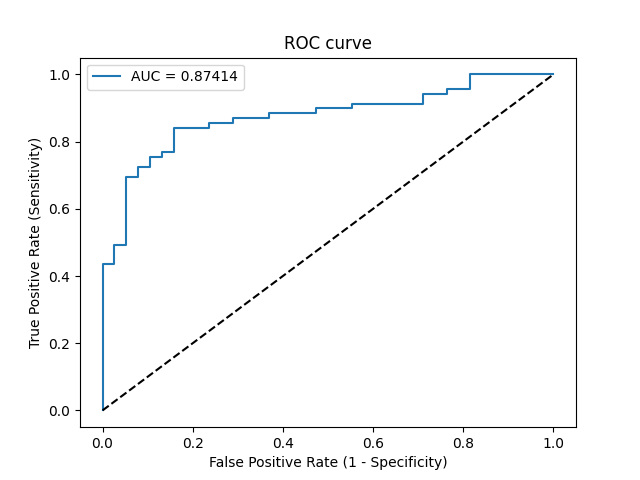 ROC curve
AUC = 0.87414
True Positive Rate (Sensitivity)
1.0
0.8
0.6
0.4
0.2
0.0
0.0 0.2 0.4 0.6 0.8 1.0
False Positive Rate (1 - Specificity)